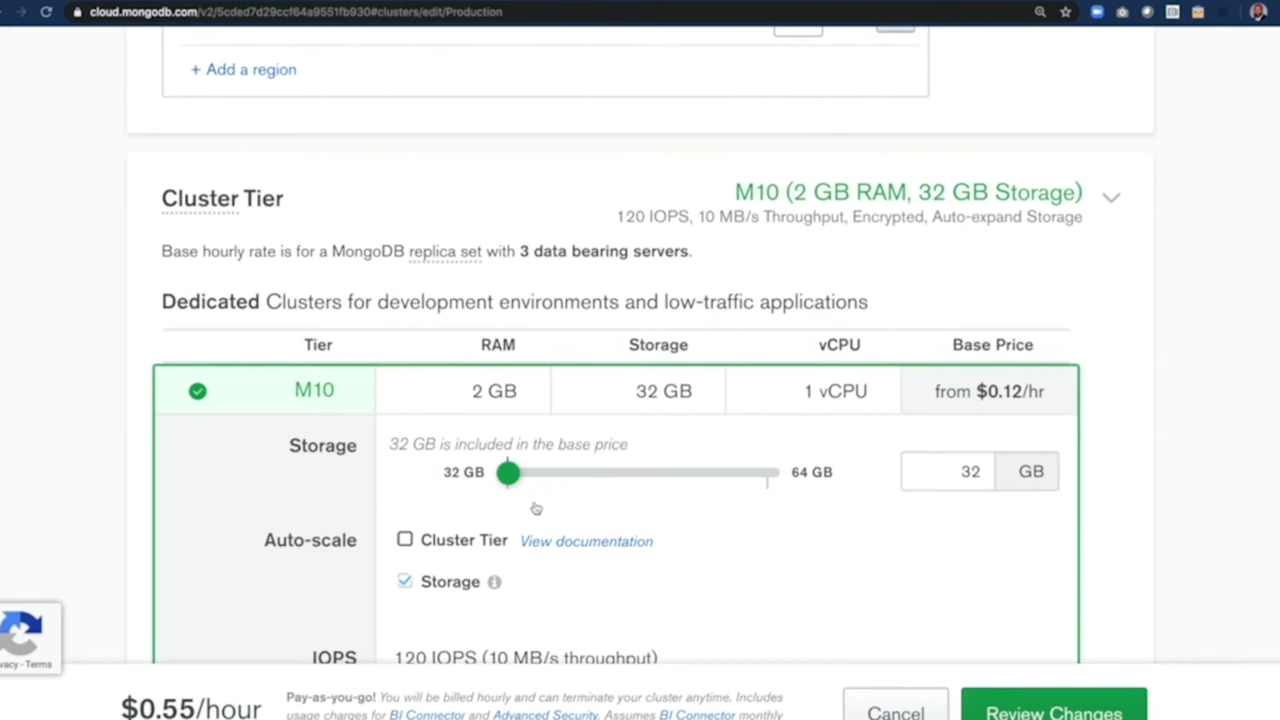 cloud.mongodb.com/v2/5cded7d29ccf64a9551fb930#clusters/edit/Production
+ Add a region
Cluster Tier
M10 (2 GB RAM, 32 GB Storage)
120 IOPS, 10 MB/s Throughput, Encrypted, Auto-expand Storage
Base hourly rate is for a MongoDB replica set with 3 data bearing servers.
Dedicated Clusters for development environments and low-traffic applications
Tier RAM Storage vCPU Base Price
M10 2 GB 32 GB 1 vCPU from $0.12/hr
Storage 32 GB is included in the base price
32 GB 64 GB 32 GB
Auto-scale Cluster Tier View documentation
Storage
IOPS 120 IOPS (10 MB/s throughput)
vacy - Terms
$0.55/hour
Pay-as-you-go! You will be billed hourly and can terminate your cluster anytime. Includes
usage charges for BI Connector and Advanced Security. Assumes BI Connector monthly
Cancel Review Changes